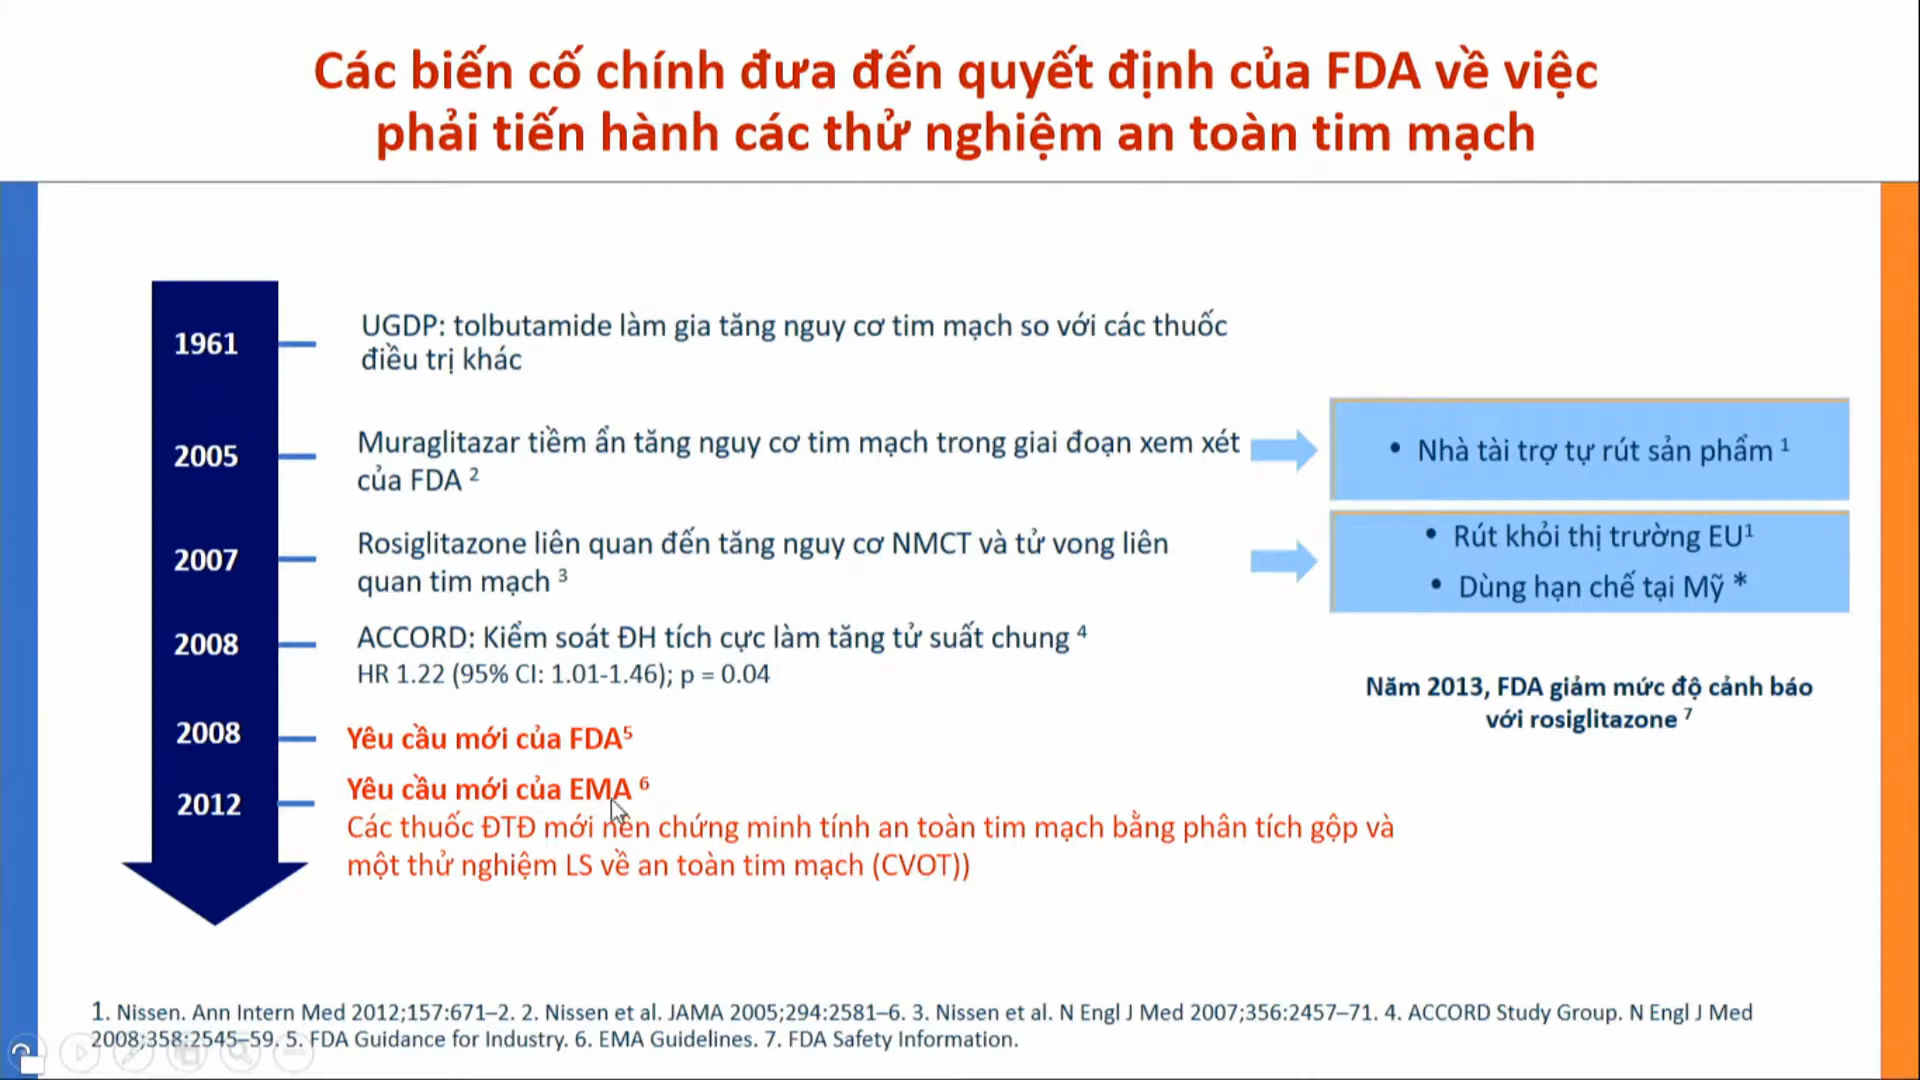 Các biến cố chính đưa đến quyết định của FDA về việc
phải tiến hành các thử nghiệm an toàn tim mạch
1961
UGDP: tolbutamide làm gia tăng nguy cơ tim mạch so với các thuốc
điều trị khác
2005
Muraglitazar tiềm ẩn tăng nguy cơ tim mạch trong giai đoạn xem xét
của FDA 2
• Nhà tài trợ tự rút sản phẩm 1
2007
Rosiglitazone liên quan đến tăng nguy cơ NMCT và tử vong liên
quan tim mạch 3
• Rút khỏi thị trường EU1
• Dùng hạn chế tại Mỹ *
2008
ACCORD: Kiểm soát ĐH tích cực làm tăng tử suất chung 4
HR 1.22 (95% CI: 1.01-1.46); p = 0.04
Năm 2013, FDA giảm mức độ cảnh báo
với rosiglitazone 7
2008
Yêu cầu mới của FDA5
2012
Yêu cầu mới của EMA 6
Các thuốc ĐTĐ mới nên chứng minh tính an toàn tim mạch bằng phân tích gộp và
một thử nghiệm LS về an toàn tim mạch (CVOT))
1. Nissen. Ann Intern Med 2012;157:671–2. 2. Nissen et al. JAMA 2005;294:2581–6. 3. Nissen et al. N Engl J Med 2007;356:2457–71. 4. ACCORD Study Group. N Engl J Med
2008;358:2545–59. 5. FDA Guidance for Industry. 6. EMA Guidelines. 7. FDA Safety Information.